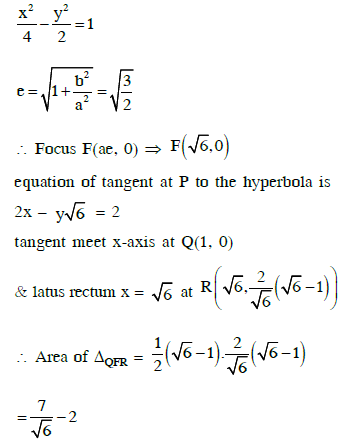 x²/4 − y²/2 = 1
e = √(1 + b²/a²) = √(3/2)
∴ Focus F(ae, 0) ⇒ F(√6, 0)
equation of tangent at P to the hyperbola is
2x − y√6 = 2
tangent meet x-axis at Q(1, 0)
& latus rectum x = √6 at R(√6, 2/√6 (√6 − 1))
∴ Area of Δ_QFR = 1/2 (√6 − 1) . 2/√6 (√6 − 1)
= 7/√6 − 2